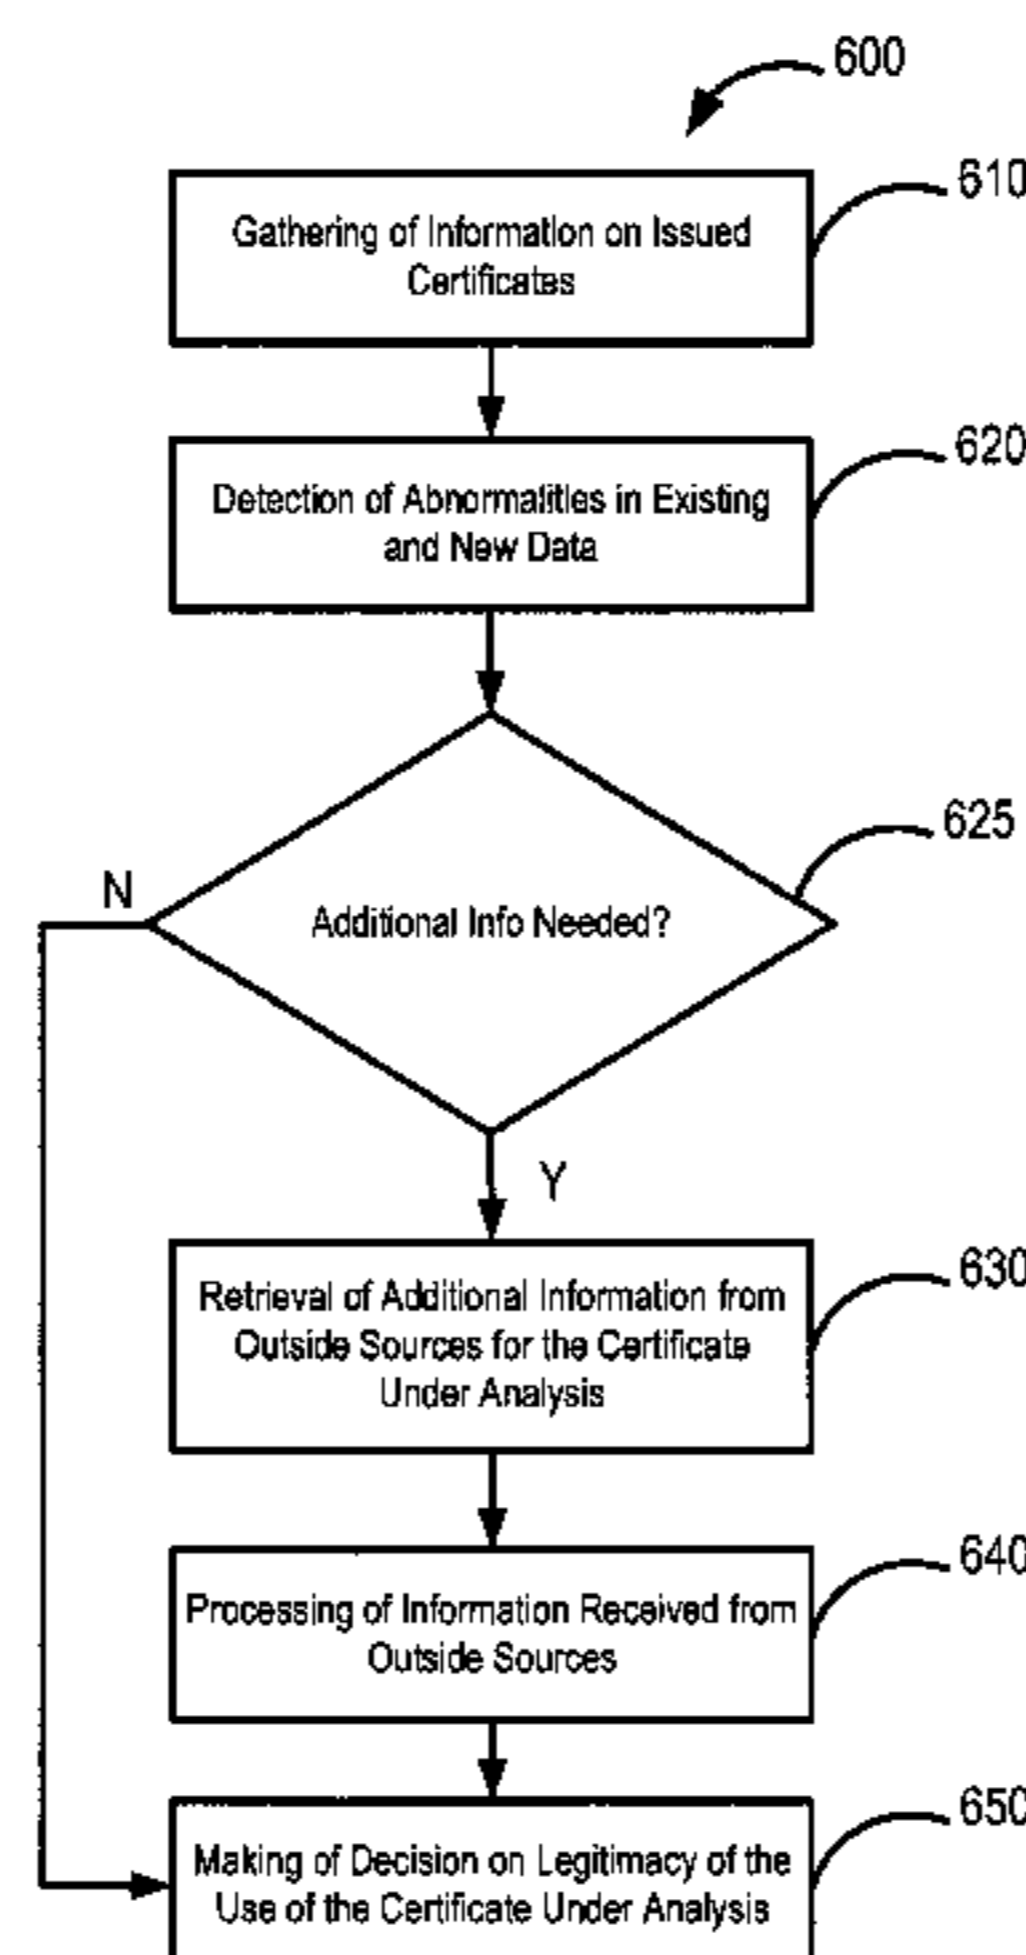 600
610
Gathering of Information on Issued
Certificates
620
Detection of Abnormalities in Existing
and New Data
625
N
Additional Info Needed?
Y
630
Retrieval of Additional Information from
Outside Sources for the Certificate
Under Analysis
640
Processing of Information Received from
Outside Sources
650
Making of Decision on Legitimacy of the
Use of the Certificate Under Analysis